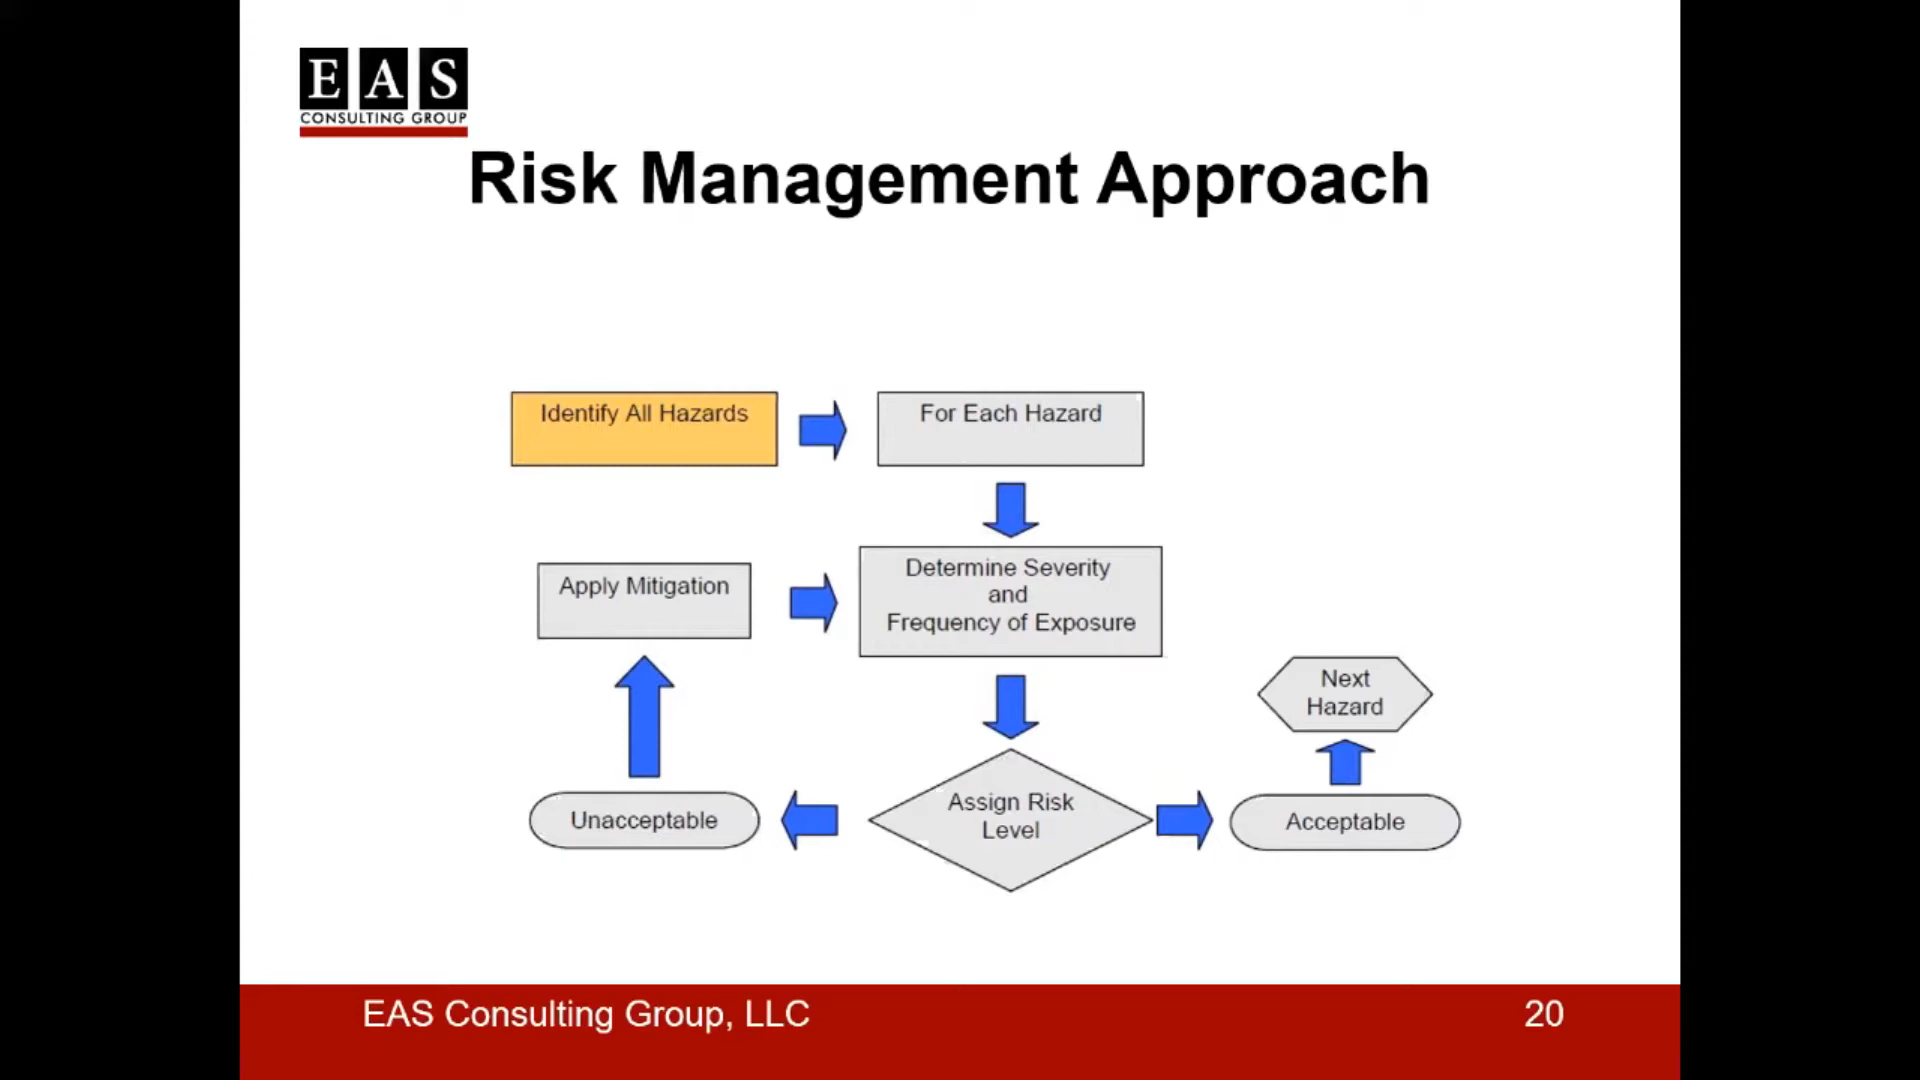 E A S
CONSULTING GROUP
Risk Management Approach
Identify All Hazards
For Each Hazard
Apply Mitigation
Determine Severity
and
Frequency of Exposure
Next
Hazard
Unacceptable
Assign Risk
Level
Acceptable
EAS Consulting Group, LLC
20